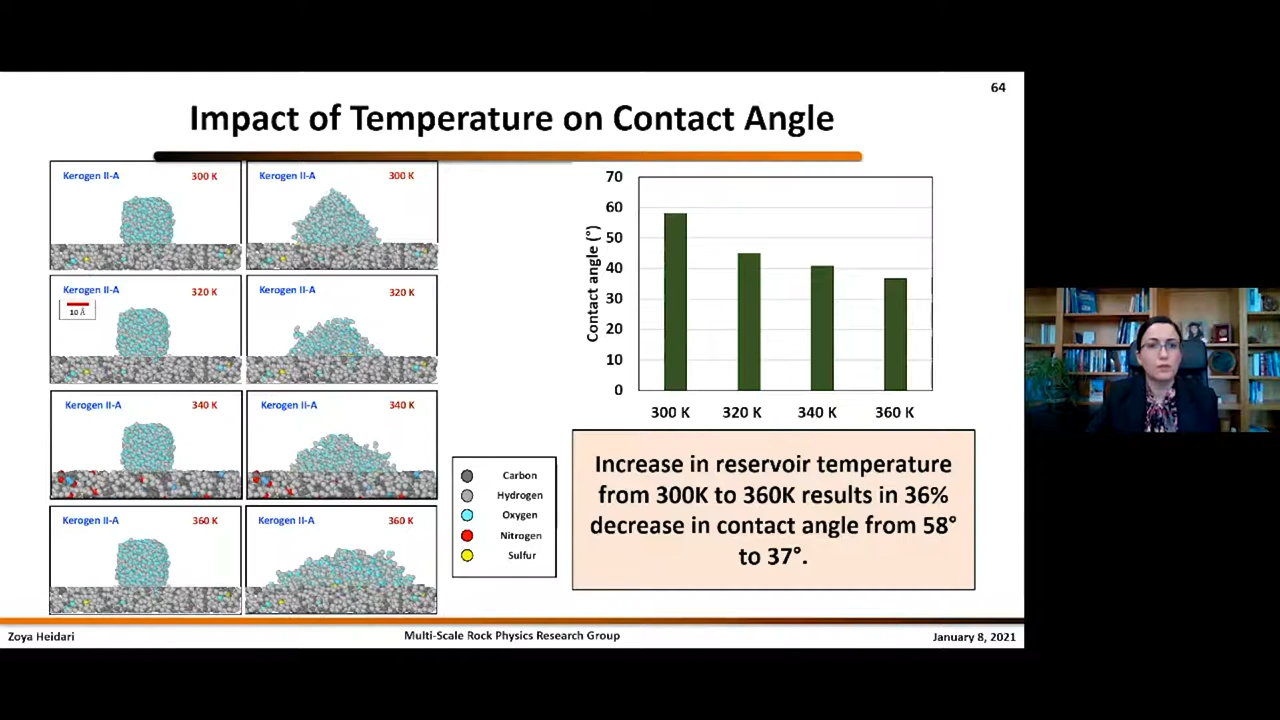 64
Impact of Temperature on Contact Angle
Kerogen II-A 300 K
Kerogen II-A 300 K
Kerogen II-A 320 K
10 Å
Kerogen II-A 320 K
Kerogen II-A 340 K
Kerogen II-A 340 K
Kerogen II-A 360 K
Kerogen II-A 360 K
Carbon
Hydrogen
Oxygen
Nitrogen
Sulfur
Contact angle (°)
70
60
50
40
30
20
10
0
300 K 320 K 340 K 360 K
Increase in reservoir temperature
from 300K to 360K results in 36%
decrease in contact angle from 58°
to 37°.
Zoya Heidari
Multi-Scale Rock Physics Research Group
January 8, 2021